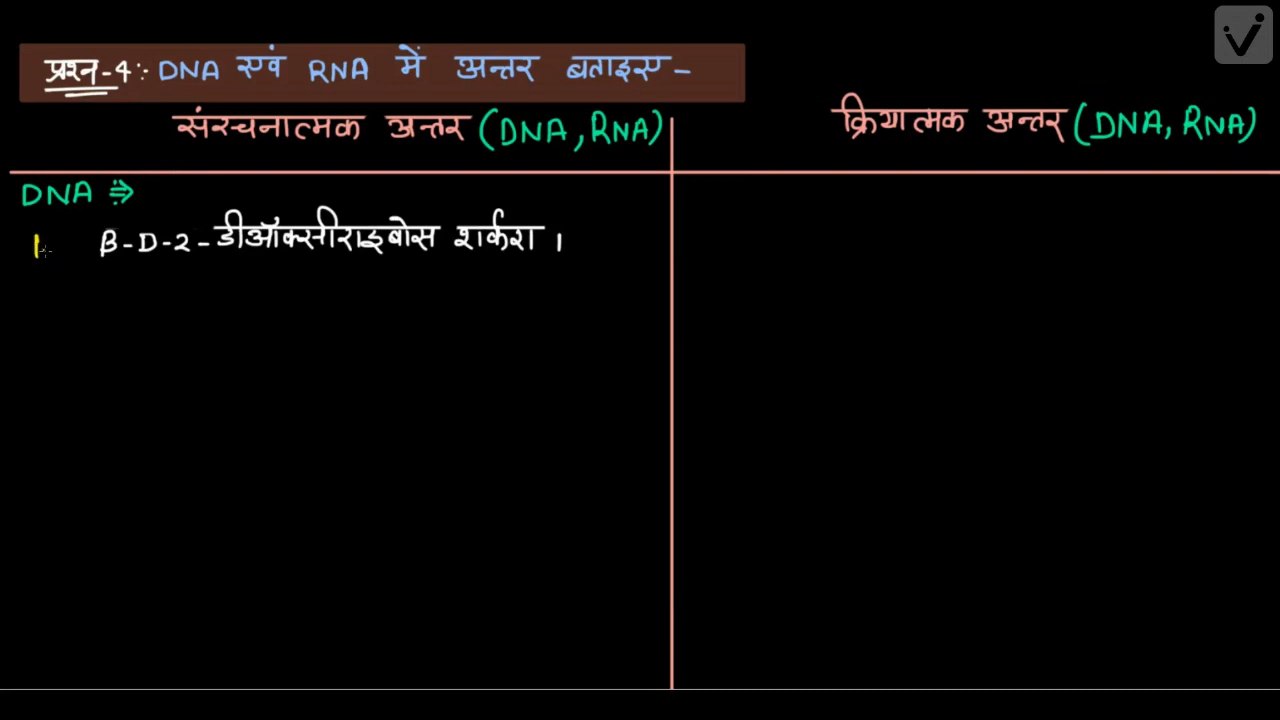 प्रश्न-4:- DNA एवं RNA में अन्तर बताइए -
संरचनात्मक अन्तर (DNA, RNA)
क्रियात्मक अन्तर (DNA, RNA)
DNA ⇒
1. β-D-2-डीऑक्सीराइबोस शर्करा ।